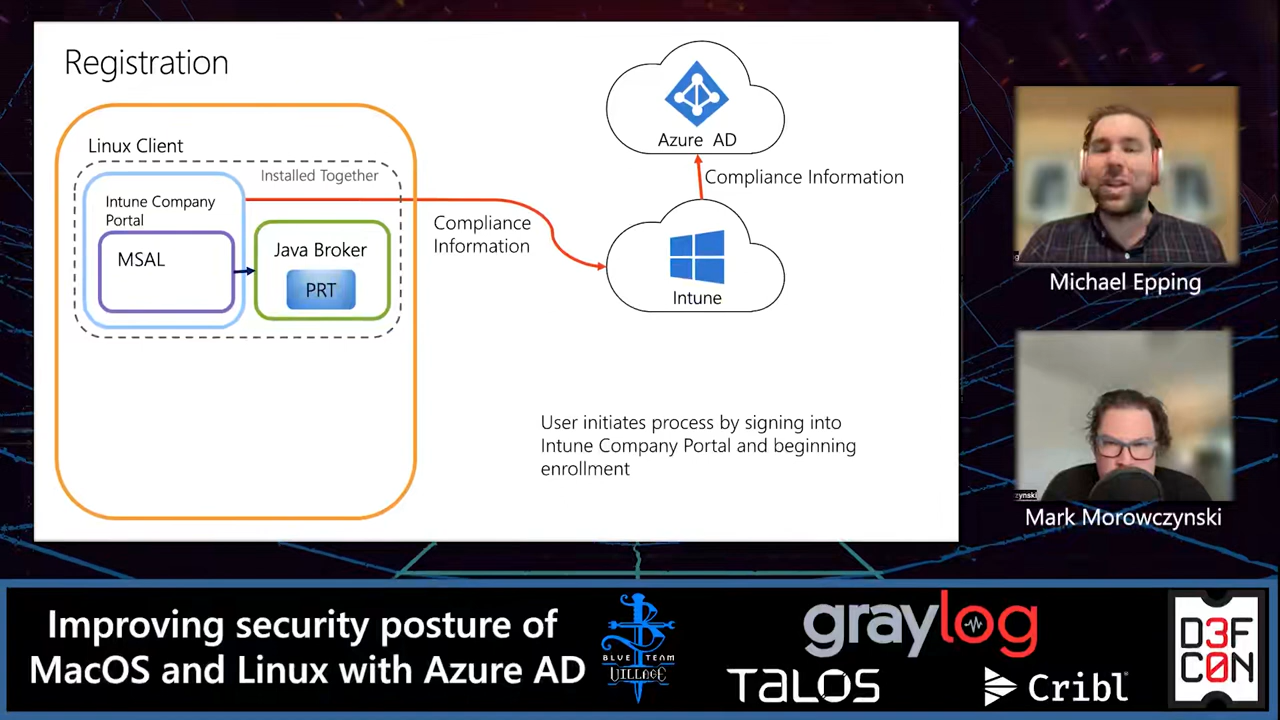 Registration
Linux Client
Installed Together
Intune Company
Portal
MSAL
Java Broker
PRT
Compliance
Information
Azure AD
Compliance Information
Intune
User initiates process by signing into
Intune Company Portal and beginning
enrollment
Michael Epping
zynski
Mark Morowczynski
Improving security posture of
MacOS and Linux with Azure AD
BLUE TEAM
VILLAGE
graylog
TALOS
Cribl
D3F
C0N